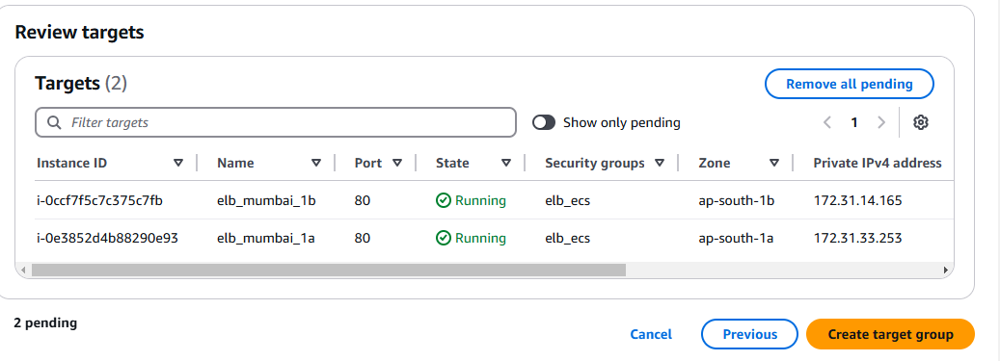 Review targets
Targets (2)
Remove all pending
Filter targets
Show only pending
1
Instance ID Name Port State Security groups Zone Private IPv4 address
i-0ccf7f5c7c375c7fb elb_mumbai_1b 80 Running elb_ecs ap-south-1b 172.31.14.165
i-0e3852d4b88290e93 elb_mumbai_1a 80 Running elb_ecs ap-south-1a 172.31.33.253
2 pending
Cancel Previous Create target group